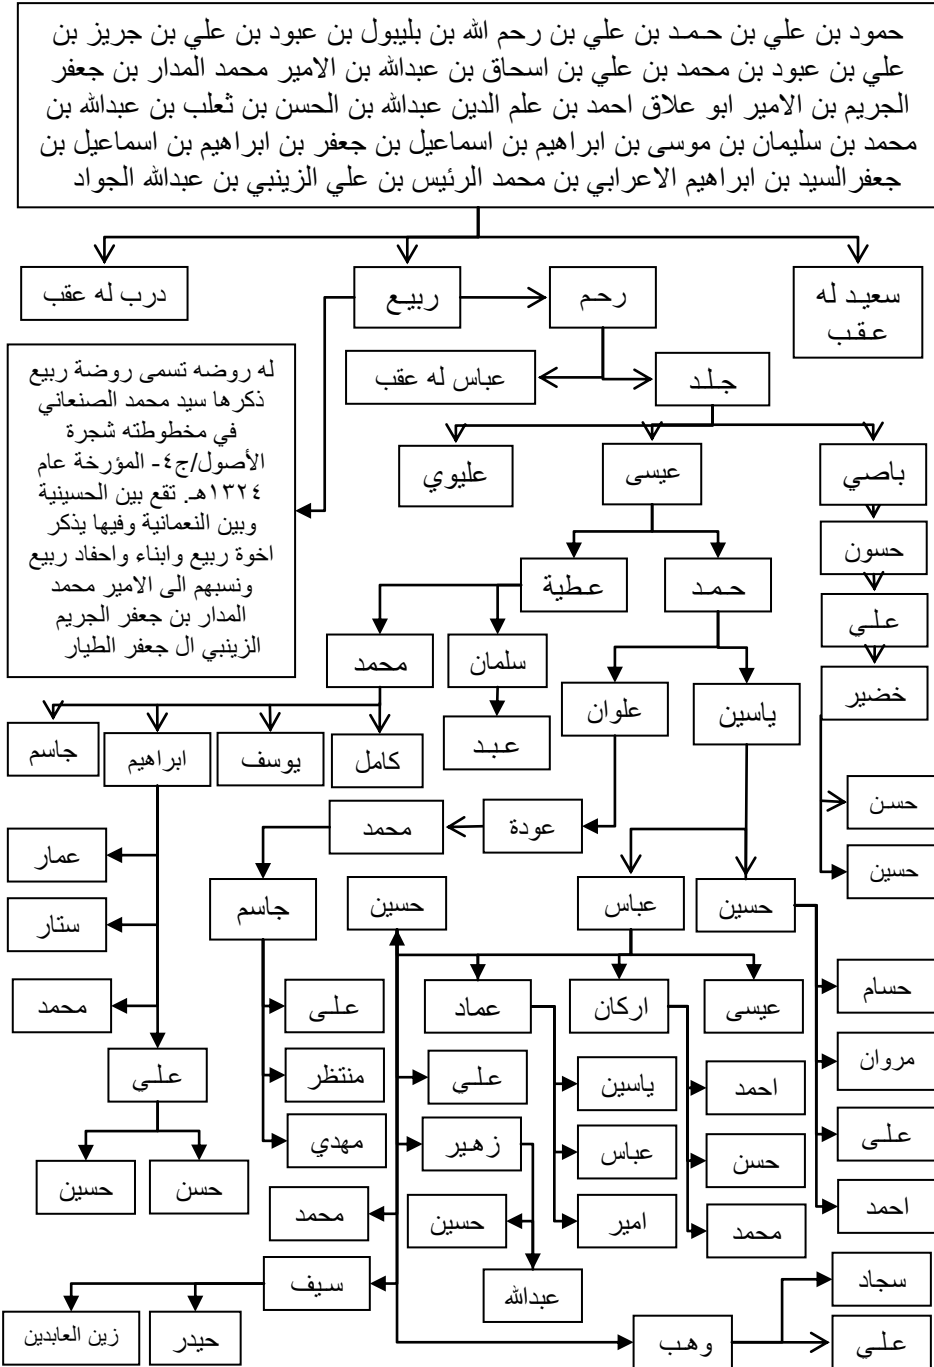 حمود بن علي بن حمد بن علي بن رحم الله بن بليبول بن عبود بن علي بن جريز بن
علي بن عبود بن محمد بن علي بن اسحاق بن عبدالله بن الامير محمد المدار بن جعفر
الجريم بن الامير ابو علاق احمد بن علم الدين عبدالله بن الحسن بن ثعلب بن عبدالله بن
محمد بن سليمان بن موسى بن ابراهيم بن اسماعيل بن جعفر بن ابراهيم بن اسماعيل بن
جعفرالسيد بن ابراهيم الاعرابي بن محمد الرئيس بن علي الزينبي بن عبدالله الجواد
سعيد له
عقب
رحم
ربيع
درب له عقب
له روضه تسمى روضة ربيع
ذكرها سيد محمد الصنعاني
في مخطوطته شجرة
الأصول/ج٤- المؤرخة عام
١٣٢٤هـ. تقع بين الحسينية
وبين النعمانية وفيها يذكر
اخوة ربيع وابناء واحفاد ربيع
ونسبهم الى الامير محمد
المدار بن جعفر الجريم
الزينبي ال جعفر الطيار
جلد
عباس له عقب
باصي
عيسى
عليوي
حسون
حمد
عطية
علي
سلمان
محمد
خضير
ياسين
علوان
عبد
كامل
يوسف
ابراهيم
جاسم
حسن
عودة
محمد
عمار
حسين
حسين
عباس
حسين
جاسم
ستار
حسام
عيسى
اركان
عماد
على
محمد
مروان
احمد
ياسين
علي
منتظر
علي
على
حسن
عباس
زهير
مهدي
حسن
حسين
احمد
محمد
امير
حسين
محمد
سجاد
عبدالله
سيف
علي
وهب
حيدر
زين العابدين